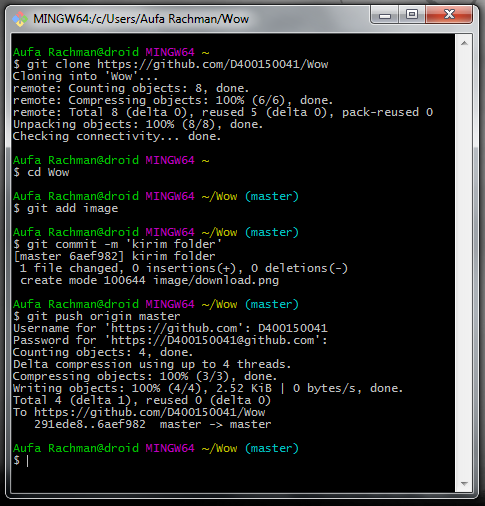 MINGW64:/c/Users/Aufa Rachman/Wow
Aufa Rachman@droid MINGW64 ~
$ git clone https://github.com/D400150041/Wow
Cloning into 'Wow'...
remote: Counting objects: 8, done.
remote: Compressing objects: 100% (6/6), done.
remote: Total 8 (delta 0), reused 5 (delta 0), pack-reused 0
Unpacking objects: 100% (8/8), done.
Checking connectivity... done.
Aufa Rachman@droid MINGW64 ~
$ cd Wow
Aufa Rachman@droid MINGW64 ~/Wow (master)
$ git add image
Aufa Rachman@droid MINGW64 ~/Wow (master)
$ git commit -m 'kirim folder'
[master 6aef982] kirim folder
1 file changed, 0 insertions(+), 0 deletions(-)
create mode 100644 image/download.png
Aufa Rachman@droid MINGW64 ~/Wow (master)
$ git push origin master
Username for 'https://github.com': D400150041
Password for 'https://D400150041@github.com':
Counting objects: 4, done.
Delta compression using up to 4 threads.
Compressing objects: 100% (3/3), done.
Writing objects: 100% (4/4), 2.52 KiB | 0 bytes/s, done.
Total 4 (delta 1), reused 0 (delta 0)
To https://github.com/D400150041/Wow
291ede8..6aef982  master -> master
Aufa Rachman@droid MINGW64 ~/Wow (master)
$